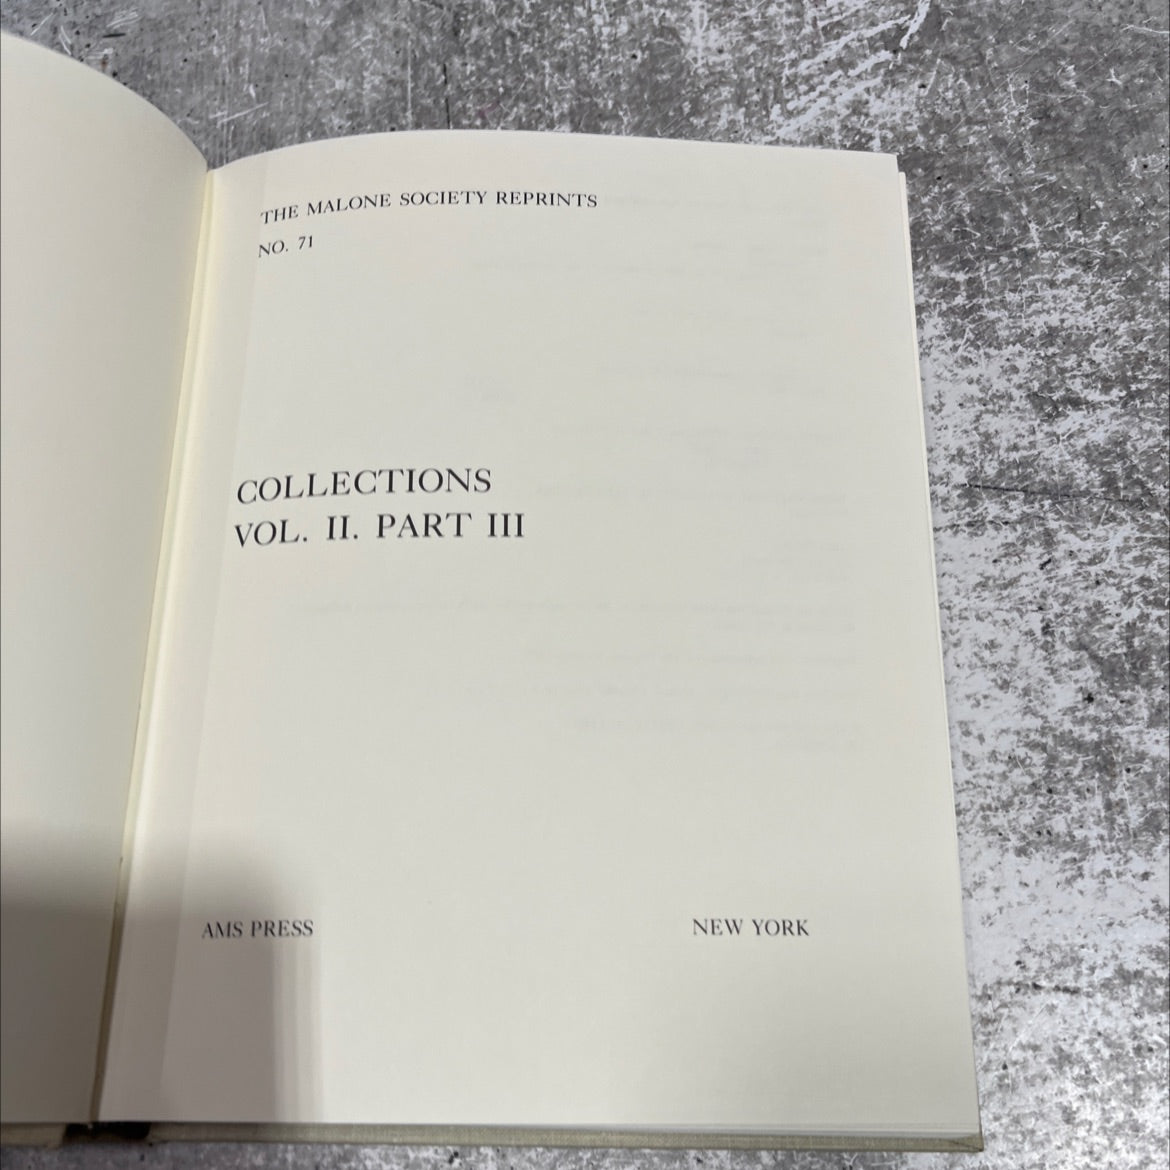 THE MALONE SOCIETY REPRINTS
NO. 71
COLLECTIONS
VOL. II. PART III
AMS PRESS
NEW YORK